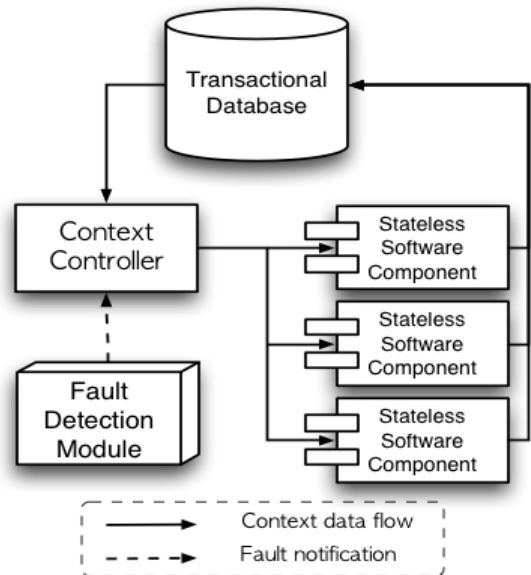 Transactional
Database
Context
Controller
Stateless
Software
Component
Stateless
Software
Component
Stateless
Software
Component
Fault
Detection
Module
Context data flow
Fault notification